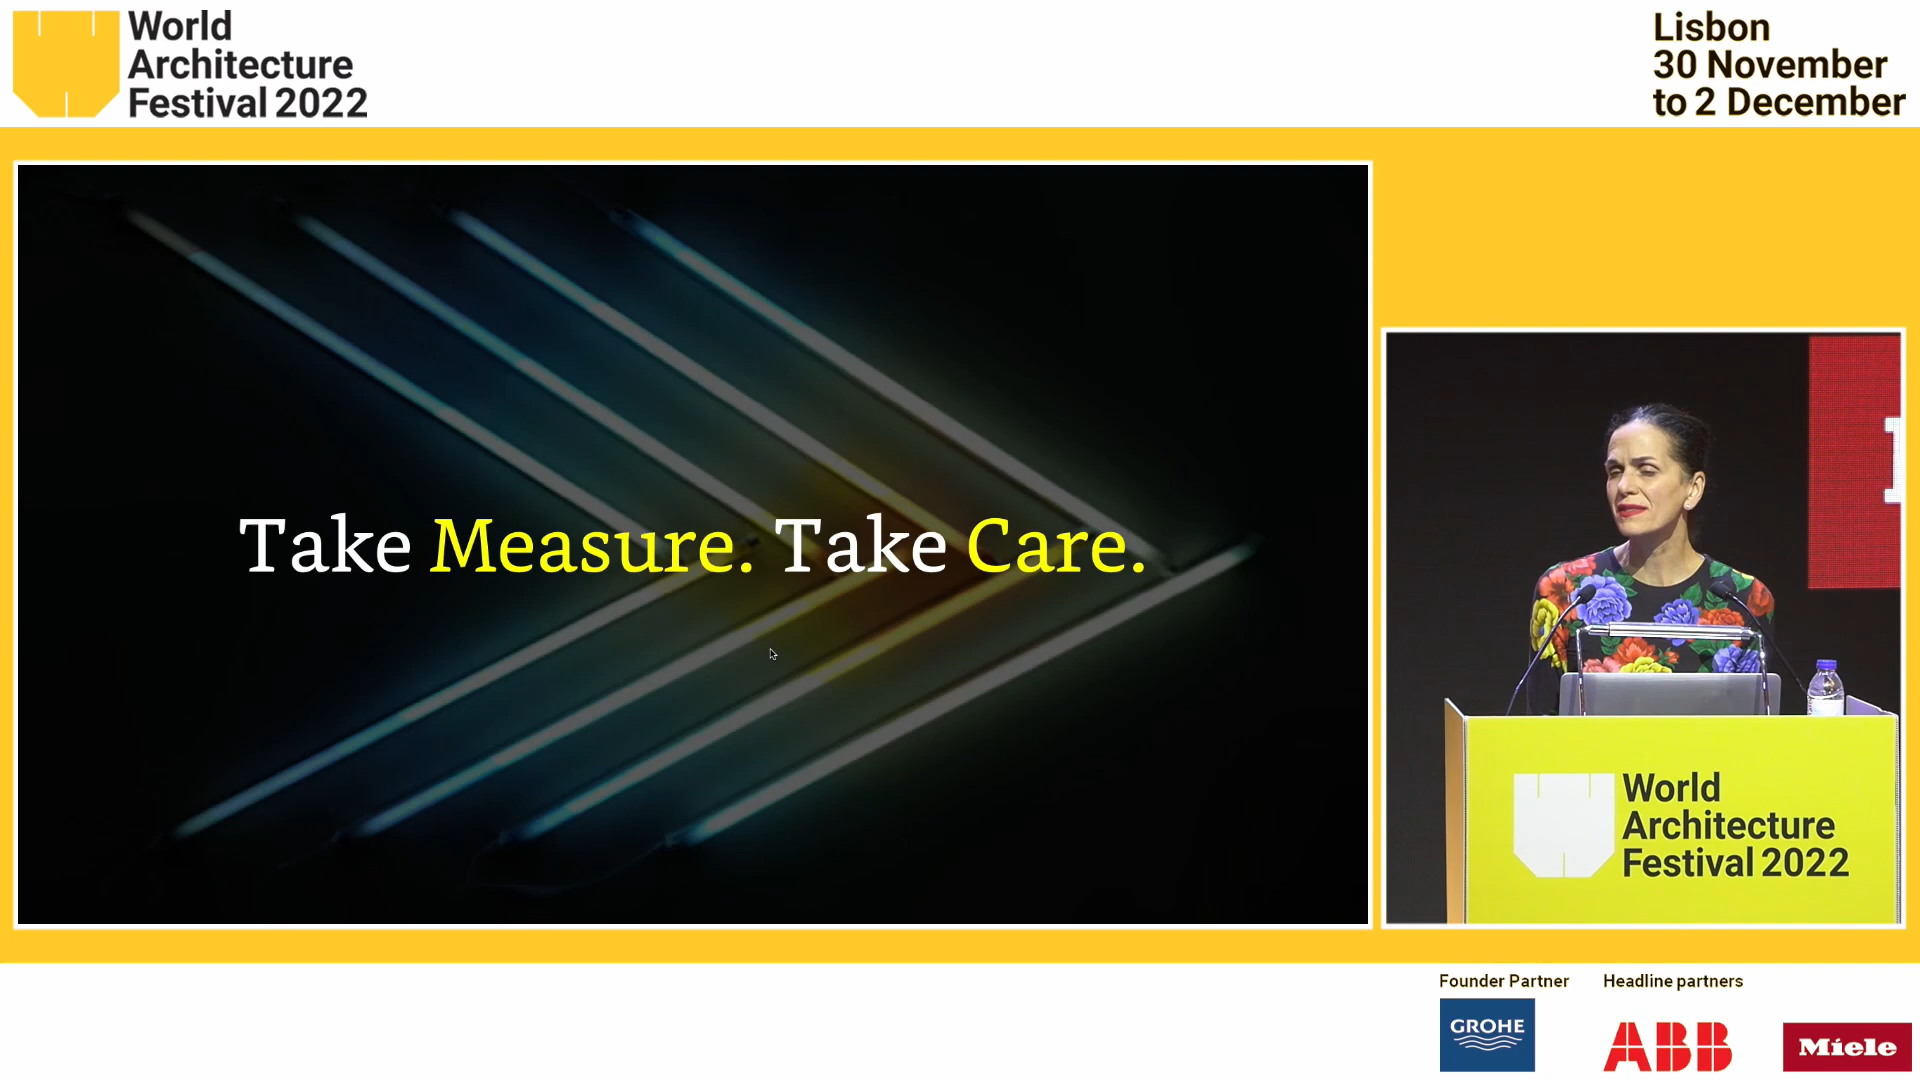 World
Architecture
Festival 2022
Lisbon
30 November
to 2 December
Take Measure. Take Care.
World
Architecture
Festival 2022
Founder Partner
Headline partners
GROHE
ABB
Miele